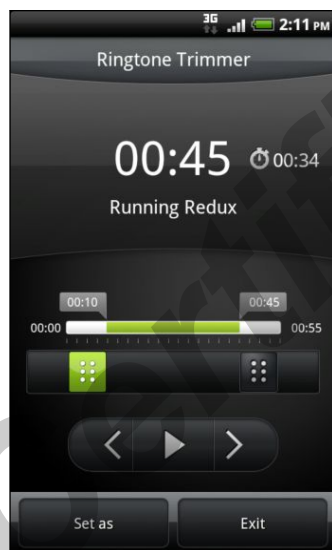 3G 2:11 PM
Ringtone Trimmer
00:45 00:34
Running Redux
00:10 00:45
00:00 00:55
Set as Exit